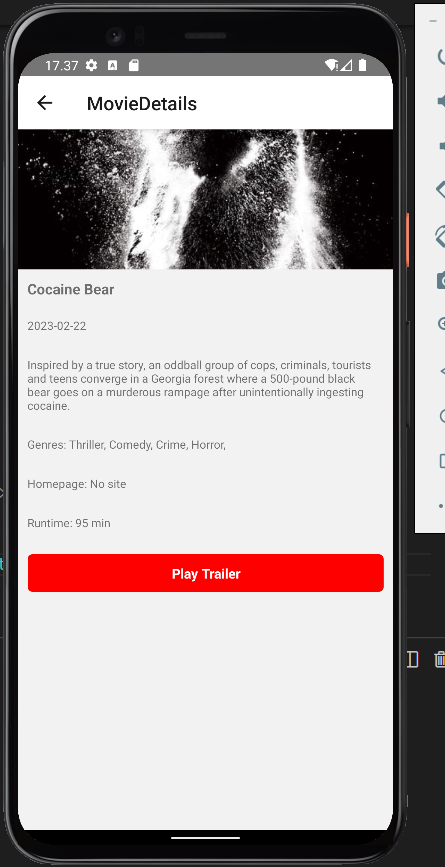 17.37
MovieDetails
Cocaine Bear
2023-02-22
Inspired by a true story, an oddball group of cops, criminals, tourists
and teens converge in a Georgia forest where a 500-pound black
bear goes on a murderous rampage after unintentionally ingesting
cocaine.
Genres: Thriller, Comedy, Crime, Horror,
Homepage: No site
Runtime: 95 min
Play Trailer